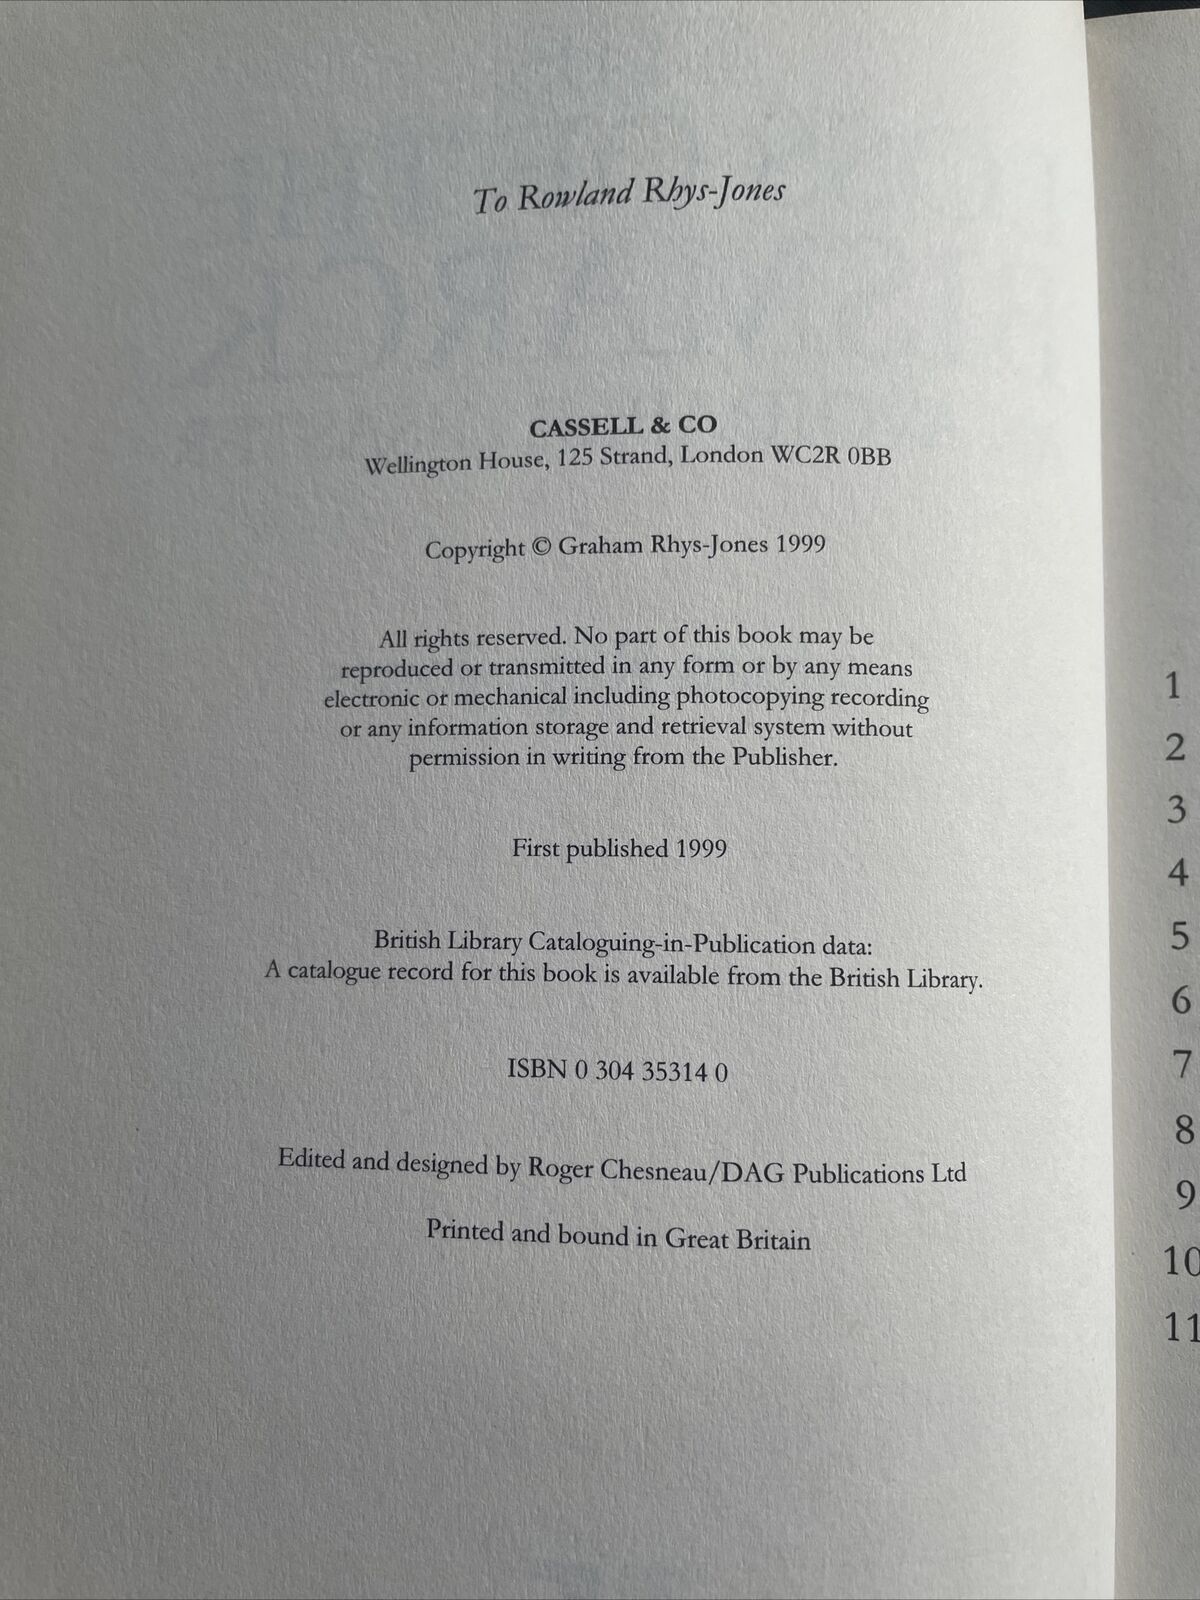 To Rowland Rhys-Jones
CASSELL & CO
Wellington House, 125 Strand, London WC2R 0BB
Copyright © Graham Rhys-Jones 1999
All rights reserved. No part of this book may be
reproduced or transmitted in any form or by any means
electronic or mechanical including photocopying recording
or any information storage and retrieval system without
permission in writing from the Publisher.
First published 1999
British Library Cataloguing-in-Publication data:
A catalogue record for this book is available from the British Library.
ISBN 0 304 35314 0
Edited and designed by Roger Chesneau/DAG Publications Ltd
Printed and bound in Great Britain
1
2
3
4
5
6
7
8
9
10
11